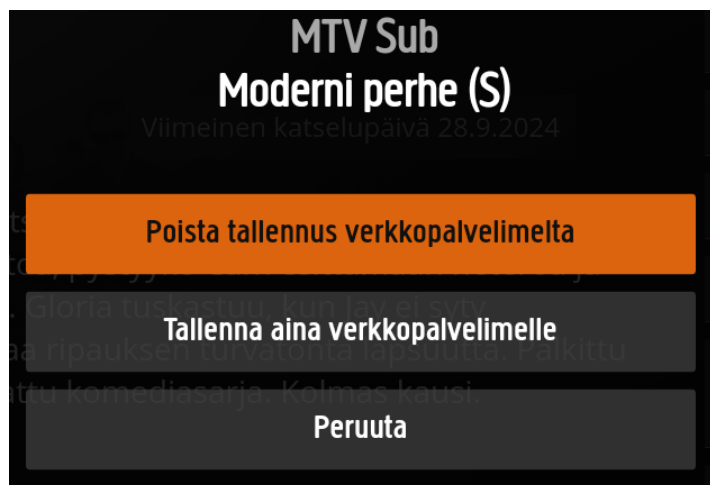 MTV Sub
Moderni perhe (S)
Viimeinen katselupäivä 28.9.2024
Poista tallennus verkkopalvelimelta
. Gloria tuskastuu, kun Jay ei syty
Tallenna aina verkkopalvelimelle
ripauksen turvatonta lapsuutta. Palkittu
komediasarja. Kolmas kausi.
Peruuta